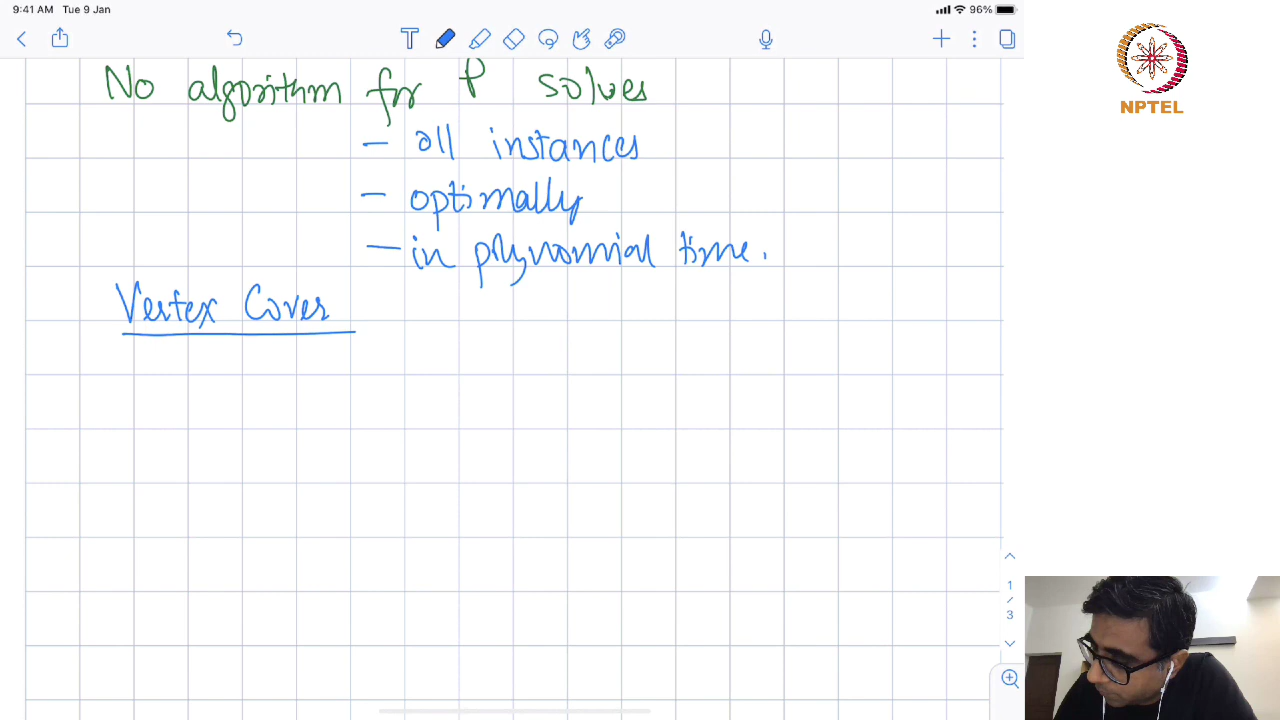 9:41 AM Tue 9 Jan
96%
T
No algorithm for P solves
- all instances
- optimally
- in polynomial time.
Vertex Cover
1
/
3
NPTEL